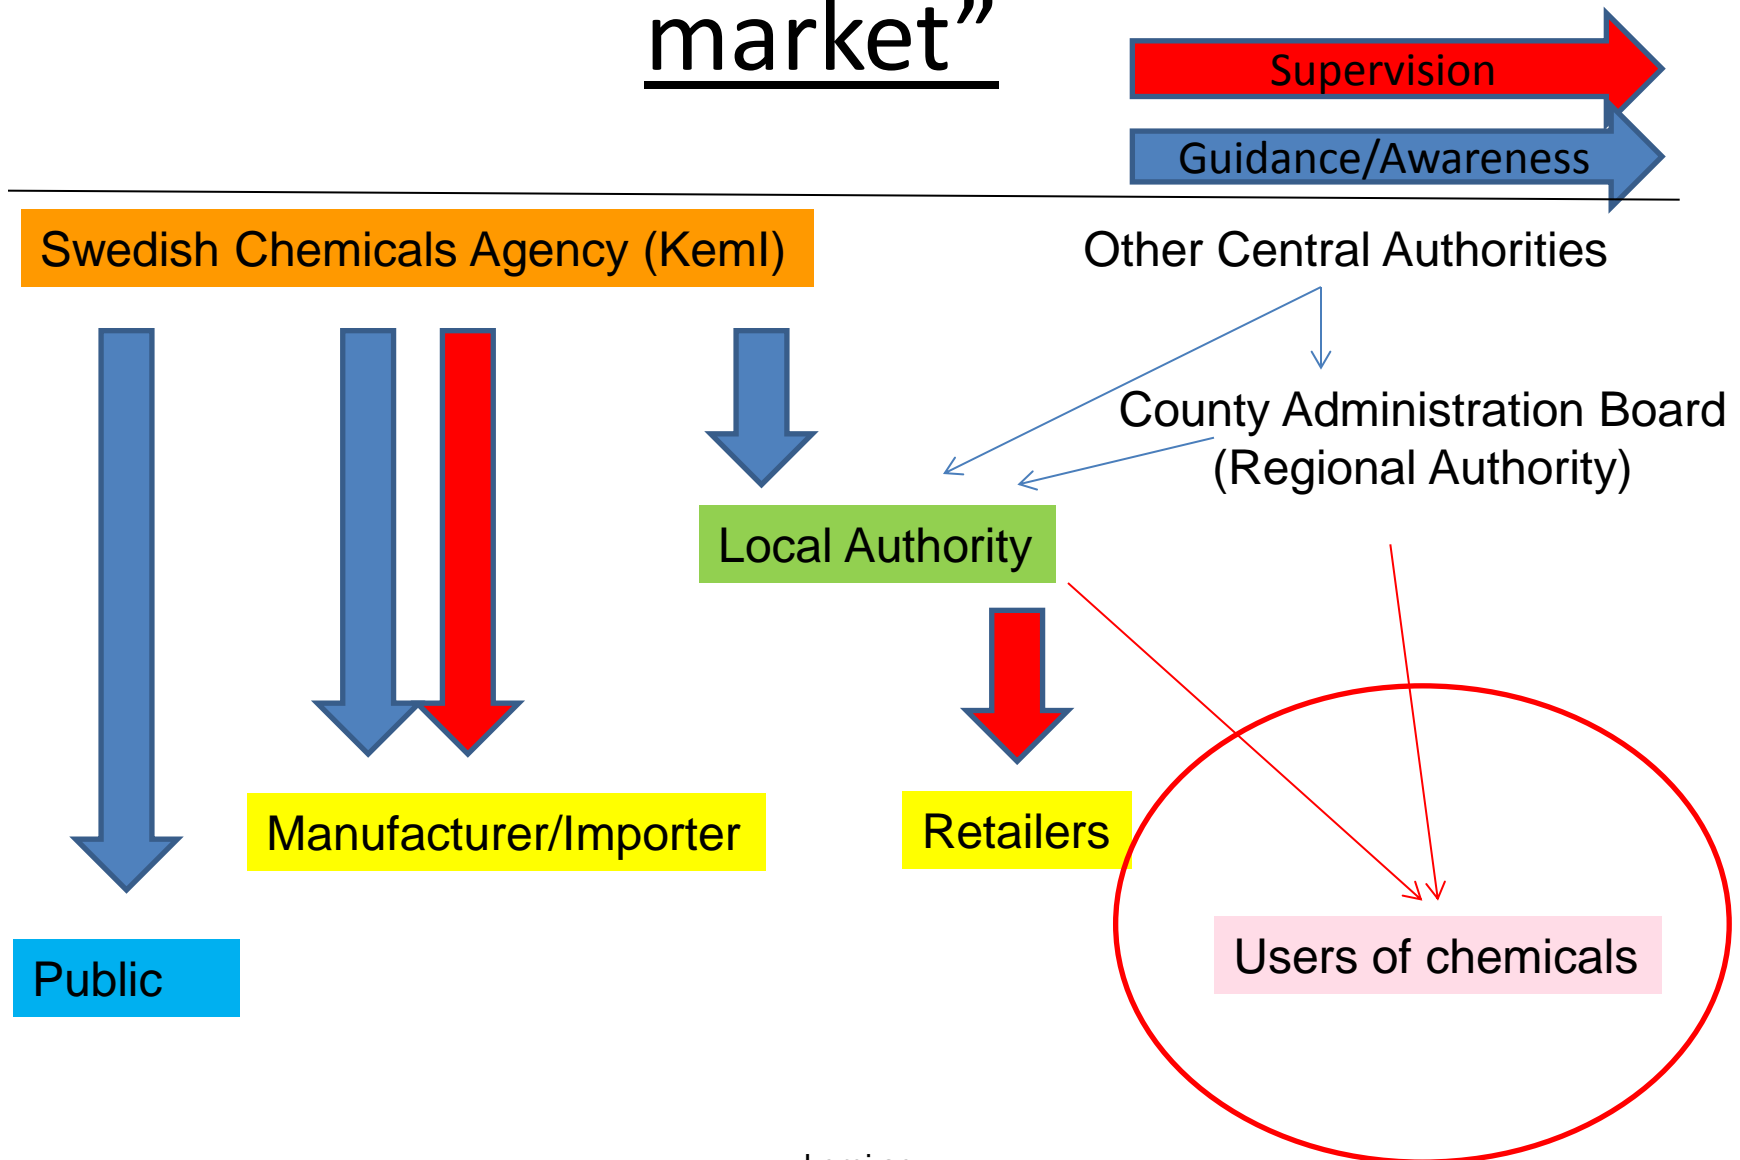 market”
Supervision
Guidance/Awareness
Swedish Chemicals Agency (KemI)
Other Central Authorities
County Administration Board
(Regional Authority)
Local Authority
Manufacturer/Importer
Retailers
Users of chemicals
Public